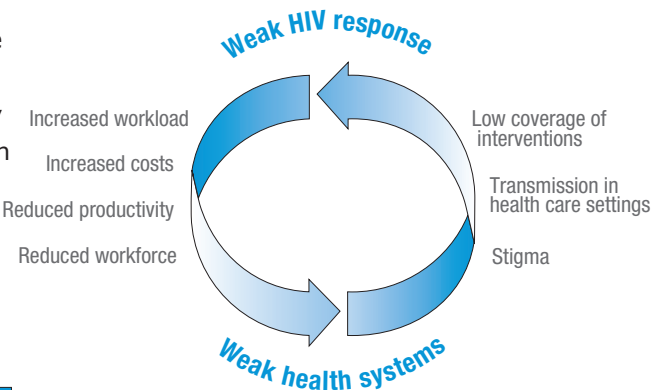 Weak HIV response
Increased workload
Increased costs
Reduced productivity
Reduced workforce
Low coverage of
interventions
Transmission in
health care settings
Stigma
Weak health systems